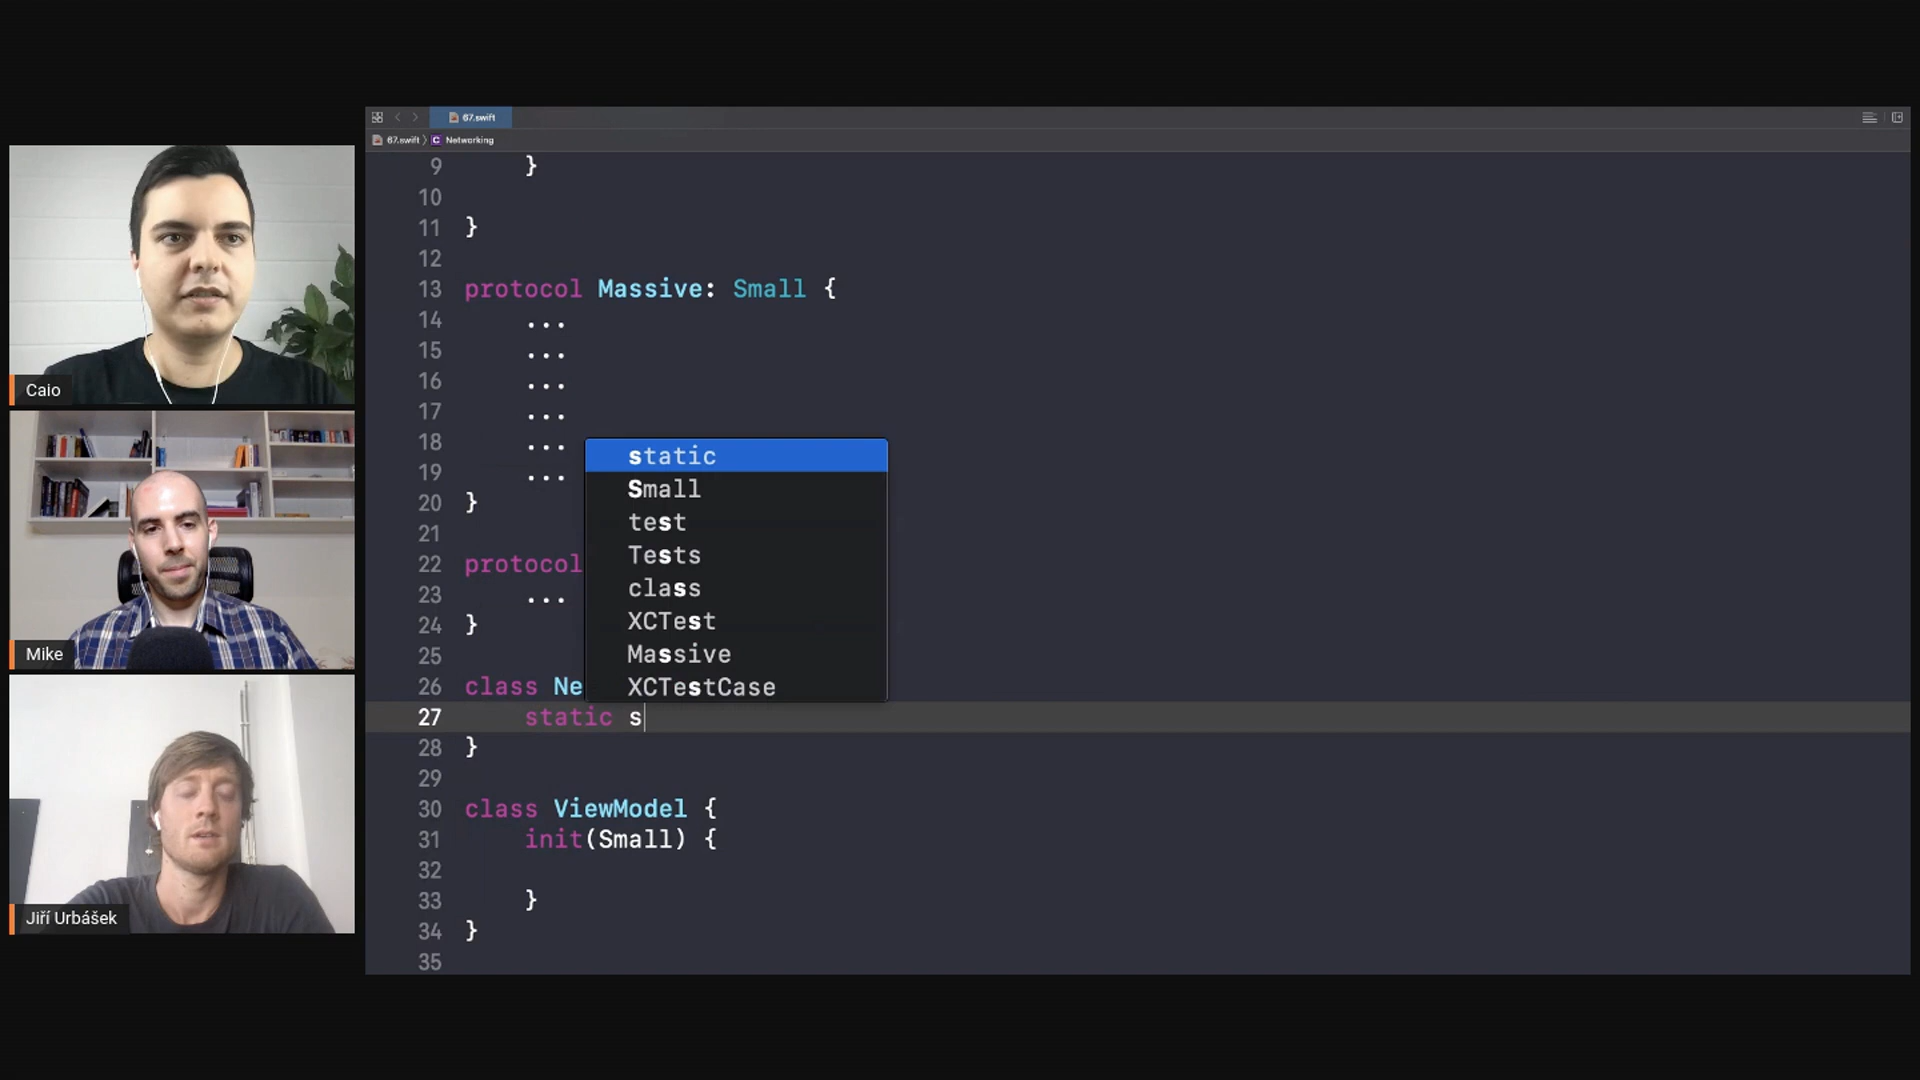 67.swift
67.swift Networking
Caio
Mike
Jiří Urbášek
9 }
10
11 }
12
13 protocol Massive: Small {
14 ...
15 ...
16 ...
17 ...
18 ...
19 ...
20 }
21
22 protocol
23 ...
24 }
25
26 class Ne
27 static s
28 }
29
30 class ViewModel {
31 init(Small) {
32
33 }
34 }
35
static
Small
test
Tests
class
XCTest
Massive
XCTestCase